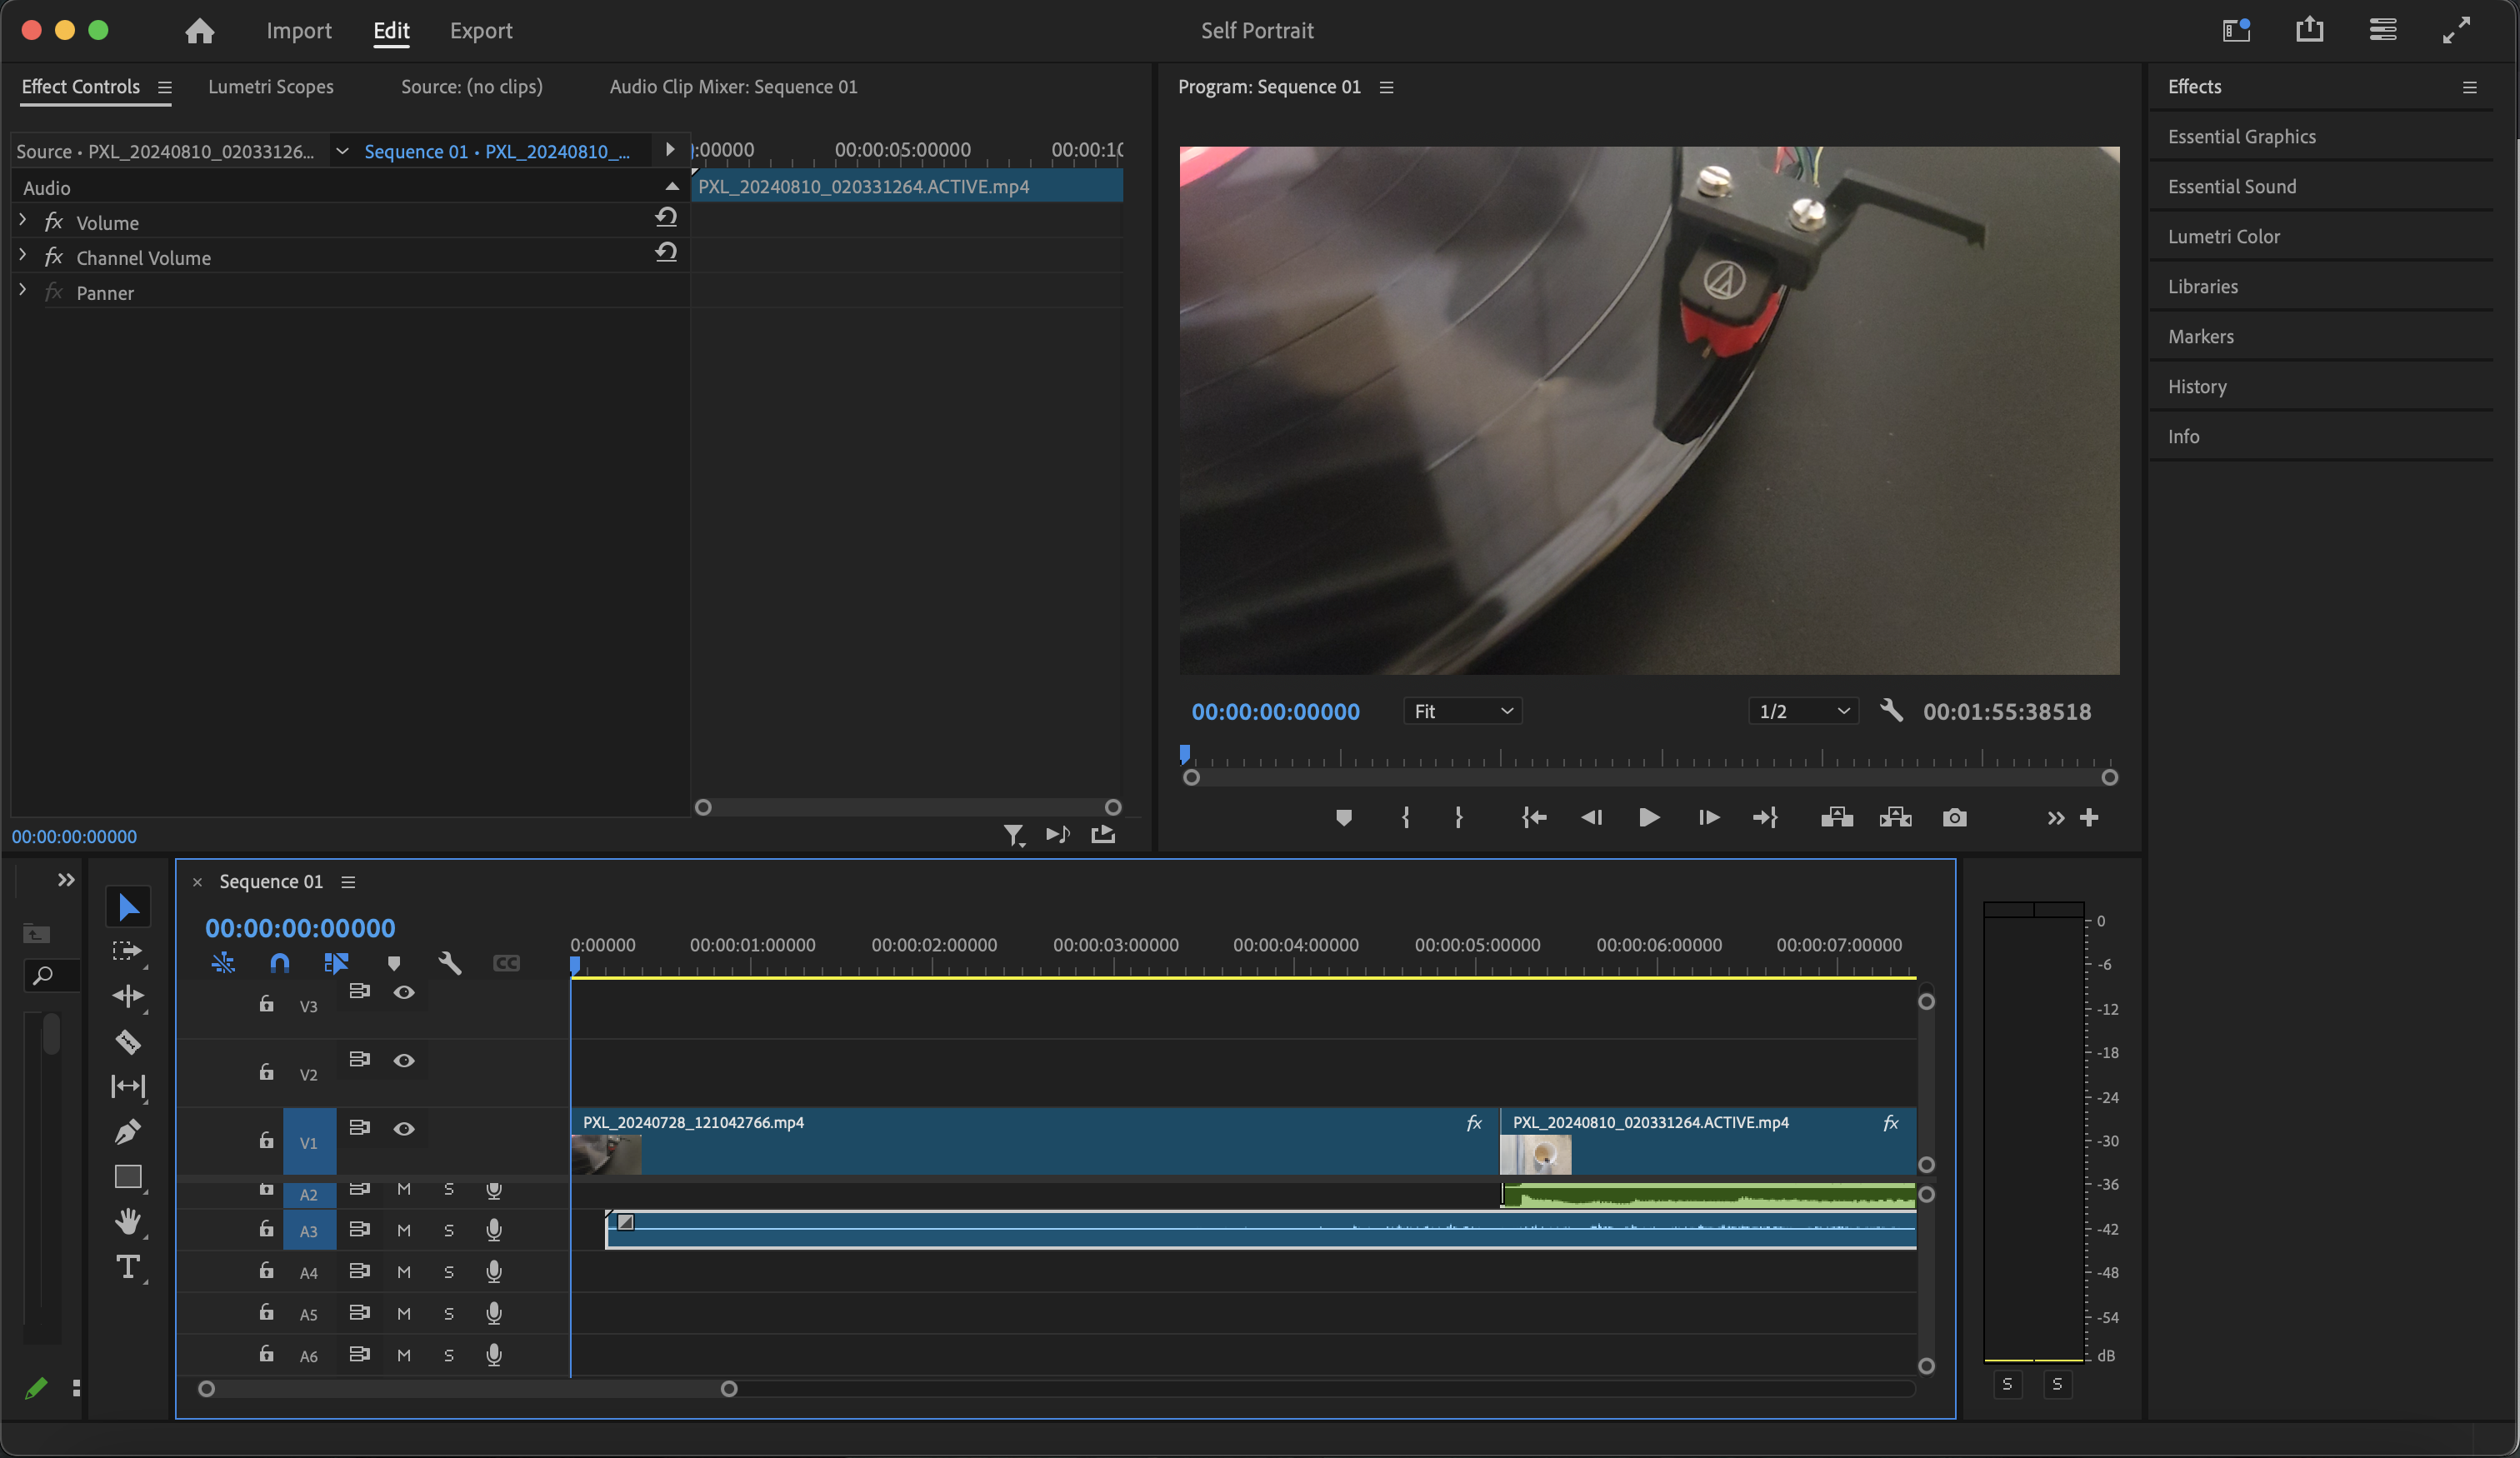 Import Edit Export Self Portrait
Effect Controls Lumetri Scopes Source: (no clips) Audio Clip Mixer: Sequence 01
Source • PXL_20240810_02033126... Sequence 01 • PXL_20240810_... :00000 00:00:05:00000 00:00:10
Audio PXL_20240810_020331264.ACTIVE.mp4
fx Volume
fx Channel Volume
fx Panner
00:00:00:00000
Program: Sequence 01
00:00:00:00000 Fit 1/2 00:01:55:38518
Effects
Essential Graphics
Essential Sound
Lumetri Color
Libraries
Markers
History
Info
Sequence 01
00:00:00:00000
0:00000 00:00:01:00000 00:00:02:00000 00:00:03:00000 00:00:04:00000 00:00:05:00000 00:00:06:00000 00:00:07:00000
CC
V3
V2
V1 PXL_20240728_121042766.mp4 fx PXL_20240810_020331264.ACTIVE.mp4 fx
A2 M S
A3 M S
A4 M S
A5 M S
A6 M S
T
0
-6
-12
-18
-24
-30
-36
-42
-48
-54
dB
S S